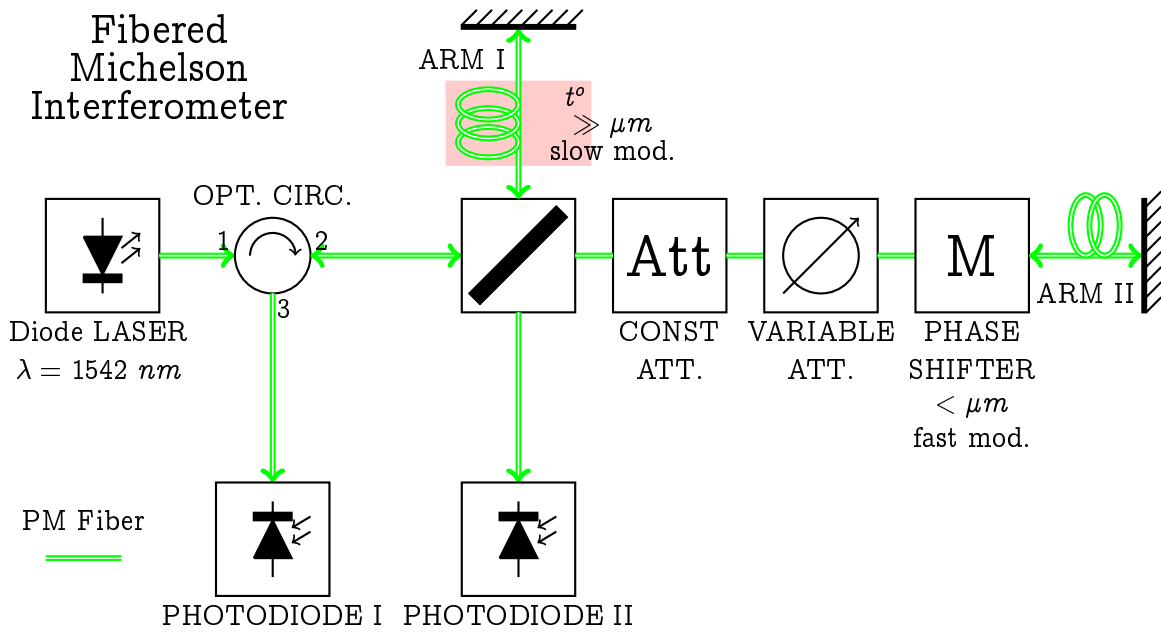 Fibered
Michelson
Interferometer
ARM I
t^o
≫ μm
slow mod.
OPT. CIRC.
1
2
3
Att
M
ARM II
Diode LASER
λ = 1542 nm
CONST
ATT.
VARIABLE
ATT.
PHASE
SHIFTER
< μm
fast mod.
PM Fiber
PHOTODIODE I
PHOTODIODE II